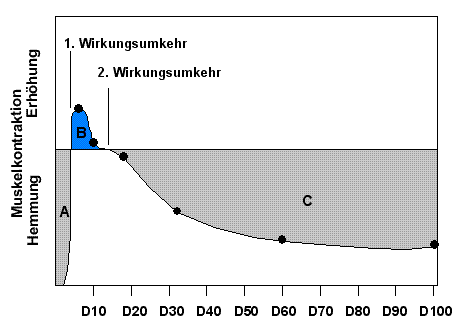 1. Wirkungsumkehr
2. Wirkungsumkehr
Muskelkontraktion
Hemmung Erhöhung
A
B
C
D10 D20 D30 D40 D50 D60 D70 D80 D90 D100